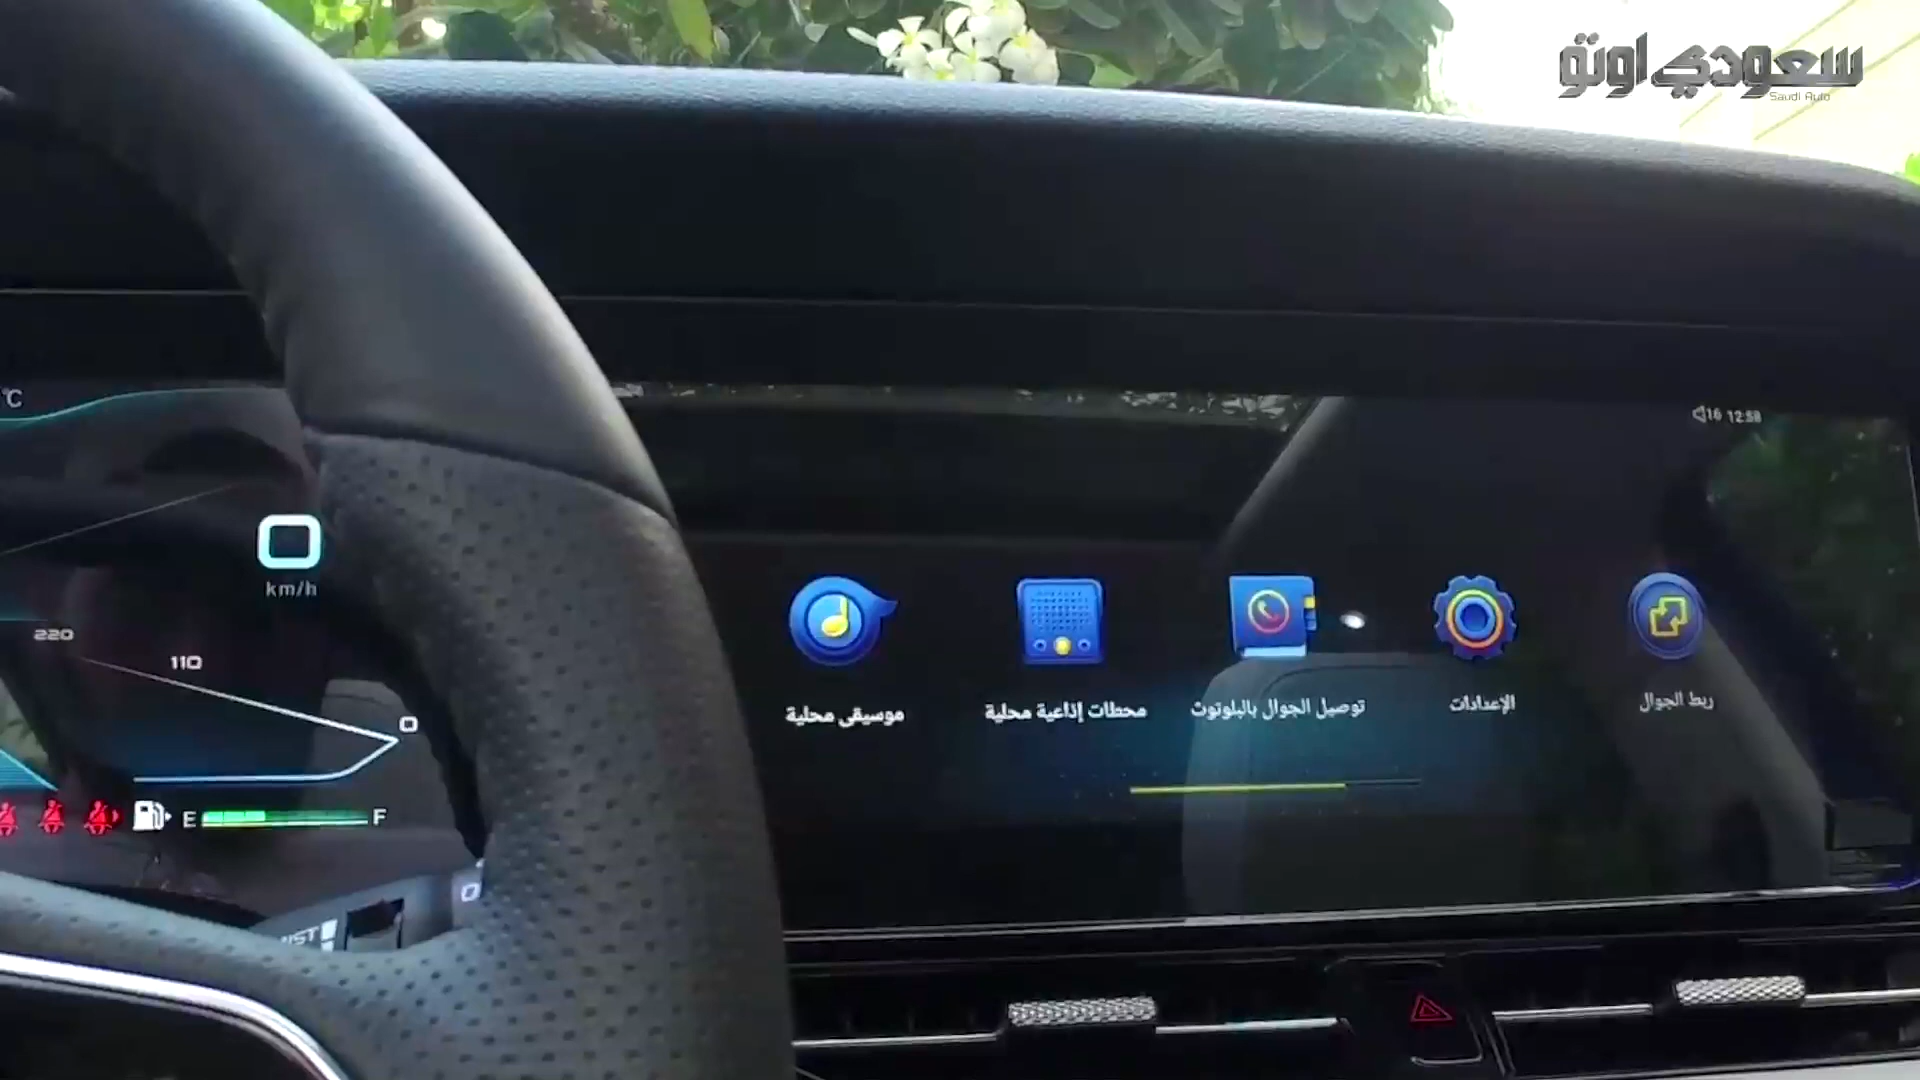 سعودي اوتو
Saudi Auto
°C
16 12:58
0
km/h
220
110
0
E
F
موسيقى محلية
محطات إذاعية محلية
توصيل الجوال بالبلوتوث
الإعدادات
ربط الجوال